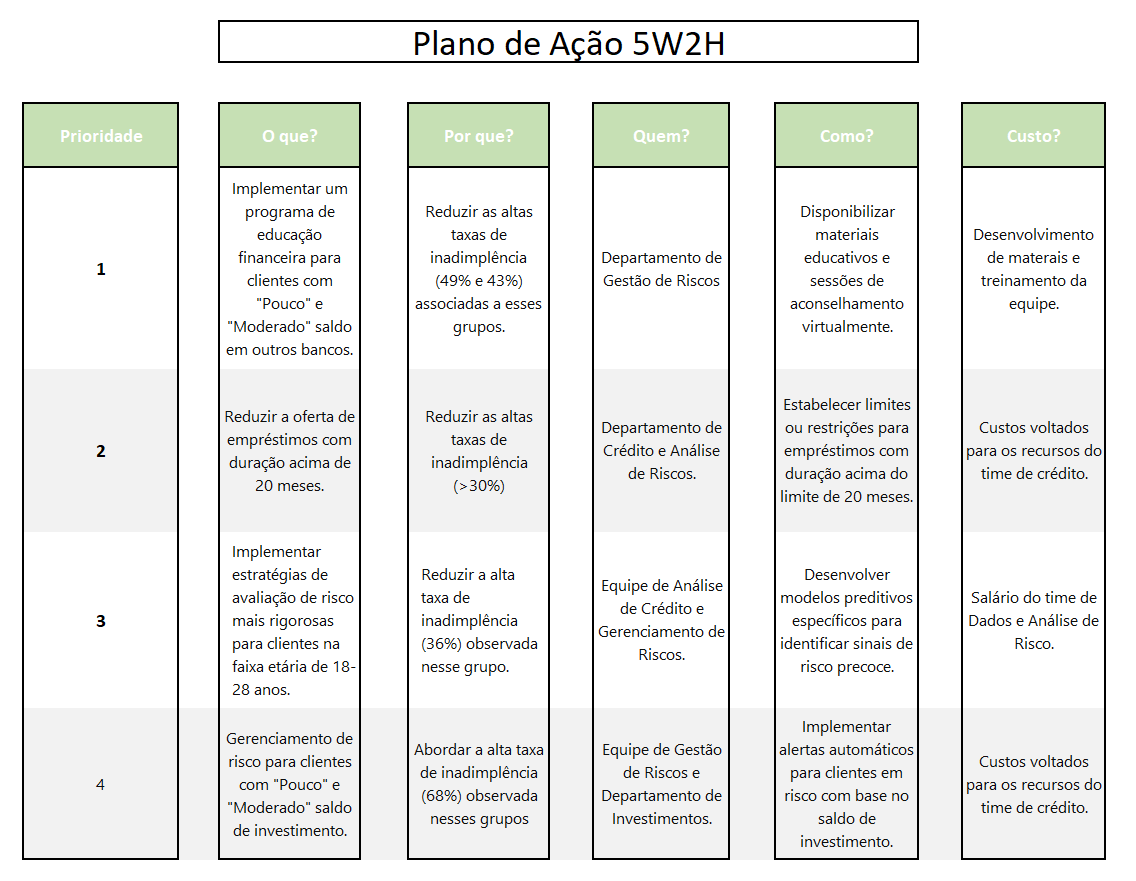 Plano de Ação 5W2H
Prioridade
O que?
Por que?
Quem?
Como?
Custo?
1
Implementar um
programa de
educação
financeira para
clientes com
"Pouco" e
"Moderado" saldo
em outros bancos.
Reduzir as altas
taxas de
inadimplência
(49% e 43%)
associadas a esses
grupos.
Departamento de
Gestão de Riscos
Disponibilizar
materiais
educativos e
sessões de
aconselhamento
virtualmente.
Desenvolvimento
de materais e
treinamento da
equipe.
2
Reduzir a oferta de
empréstimos com
duração acima de
20 meses.
Reduzir as altas
taxas de
inadimplência
(>30%)
Departamento de
Crédito e Análise
de Riscos.
Estabelecer limites
ou restrições para
empréstimos com
duração acima do
limite de 20 meses.
Custos voltados
para os recursos do
time de crédito.
3
Implementar
estratégias de
avaliação de risco
mais rigorosas
para clientes na
faixa etária de 18-
28 anos.
Reduzir a alta
taxa de
inadimplência
(36%) observada
nesse grupo.
Equipe de Análise
de Crédito e
Gerenciamento de
Riscos.
Desenvolver
modelos preditivos
específicos para
identificar sinais de
risco precoce.
Salário do time de
Dados e Análise de
Risco.
4
Gerenciamento de
risco para clientes
com "Pouco" e
"Moderado" saldo
de investimento.
Abordar a alta taxa
de inadimplência
(68%) observada
nesses grupos
Equipe de Gestão
de Riscos e
Departamento de
Investimentos.
Implementar
alertas automáticos
para clientes em
risco com base no
saldo de
investimento.
Custos voltados
para os recursos do
time de crédito.